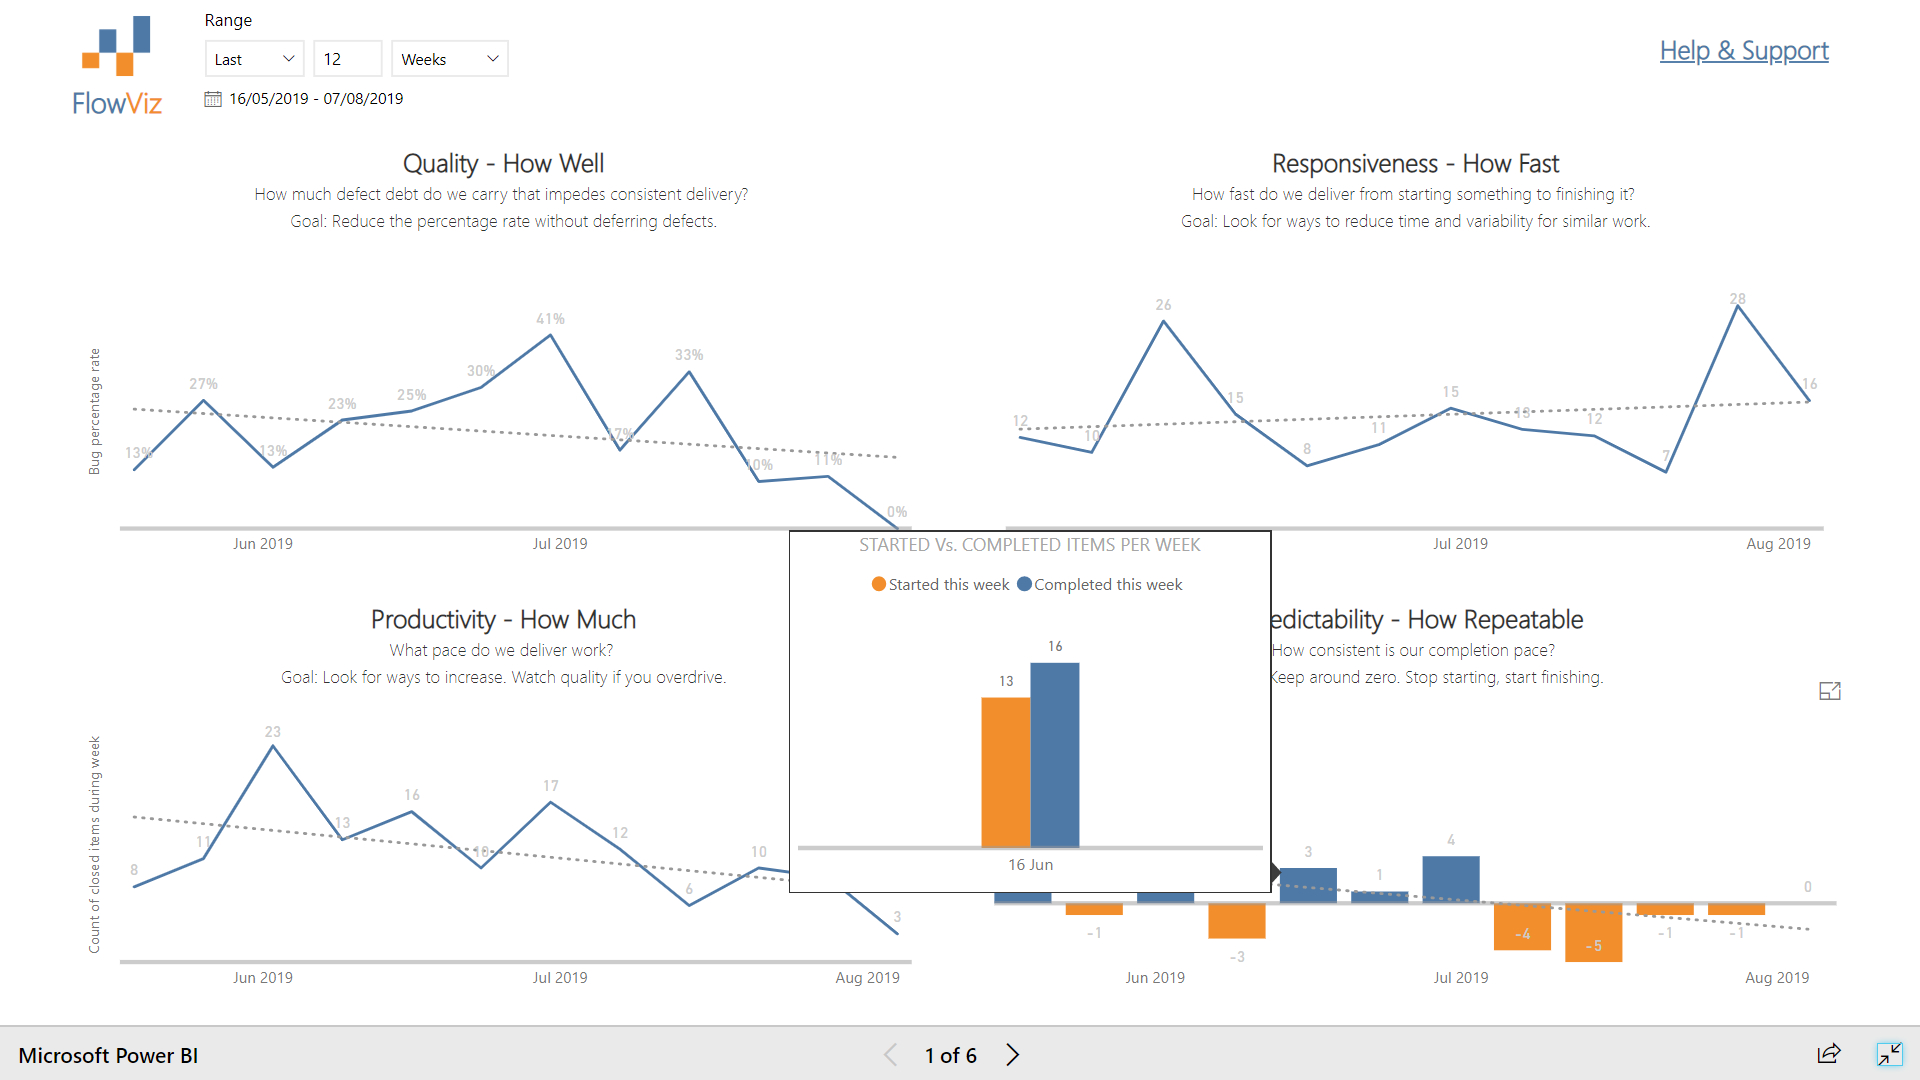 FlowViz
Range
Last
12
Weeks
16/05/2019 - 07/08/2019
Help & Support
Quality - How Well
How much defect debt do we carry that impedes consistent delivery?
Goal: Reduce the percentage rate without deferring defects.
Bug percentage rate
13%
27%
13%
23%
25%
30%
41%
17%
33%
10%
11%
0%
Jun 2019
Jul 2019
Responsiveness - How Fast
How fast do we deliver from starting something to finishing it?
Goal: Look for ways to reduce time and variability for similar work.
12
10
26
15
8
11
15
13
12
7
28
16
Jul 2019
Aug 2019
STARTED Vs. COMPLETED ITEMS PER WEEK
Started this week
Completed this week
13
16
16 Jun
Productivity - How Much
What pace do we deliver work?
Goal: Look for ways to increase. Watch quality if you overdrive.
Count of closed items during week
8
11
23
13
16
10
17
12
6
10
3
Jun 2019
Jul 2019
Aug 2019
edictability - How Repeatable
How consistent is our completion pace?
Keep around zero. Stop starting, start finishing.
-1
-3
3
1
4
-4
-5
-1
-1
0
Jun 2019
Jul 2019
Aug 2019
Microsoft Power BI
1 of 6